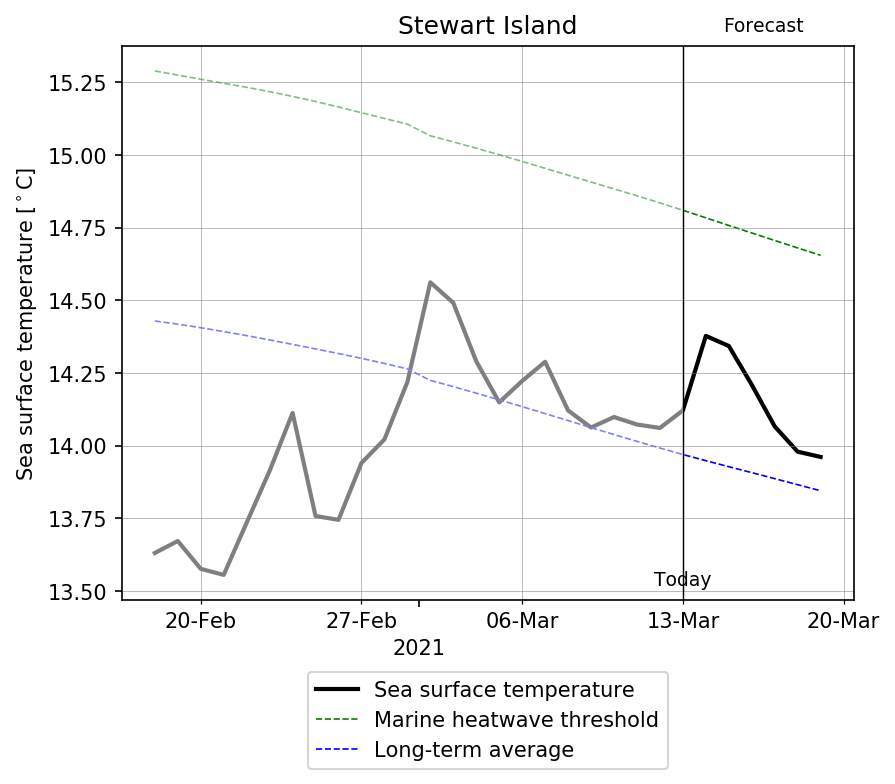 Stewart Island
Forecast
Sea surface temperature [°C]
15.25
15.00
14.75
14.50
14.25
14.00
13.75
13.50
Today
20-Feb 27-Feb 06-Mar 13-Mar 20-Mar
2021
Sea surface temperature
Marine heatwave threshold
Long-term average